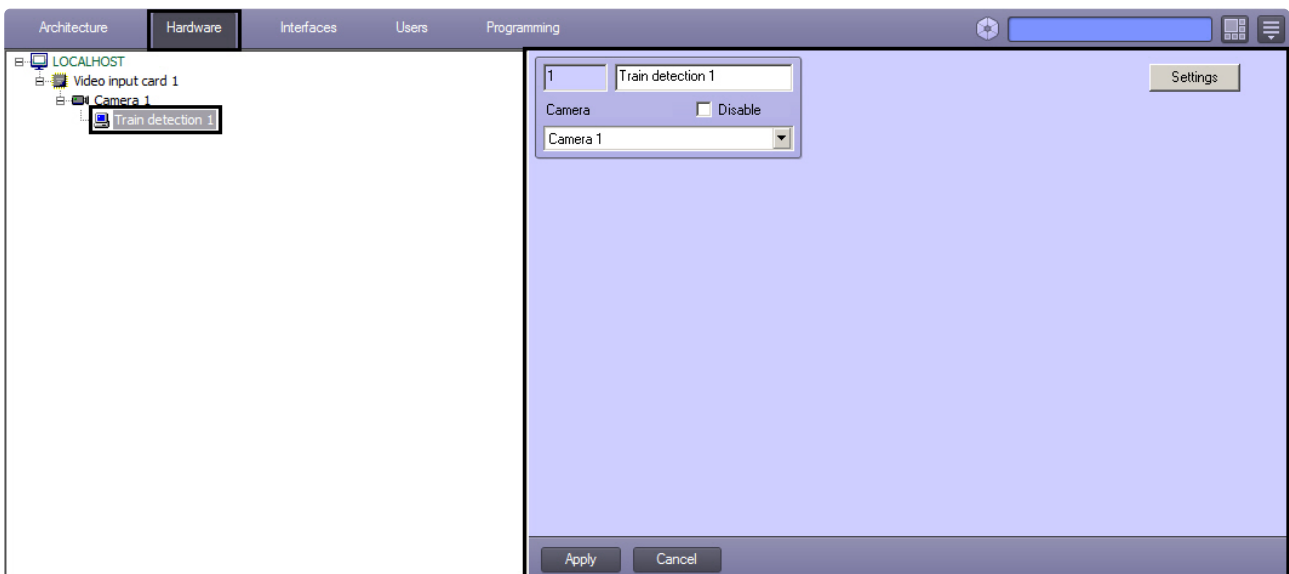 Architecture Hardware Interfaces Users Programming
LOCALHOST
Video input card 1
Camera 1
Train detection 1
1 Train detection 1 Settings
Camera Disable
Camera 1
Apply Cancel